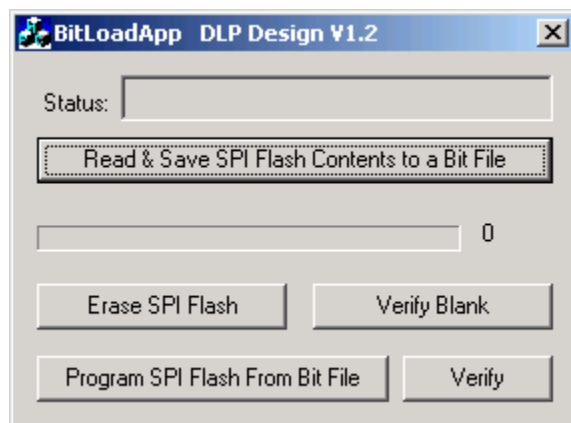 BitLoadApp DLP Design V1.2
Status:
Read & Save SPI Flash Contents to a Bit File
0
Erase SPI Flash Verify Blank
Program SPI Flash From Bit File Verify